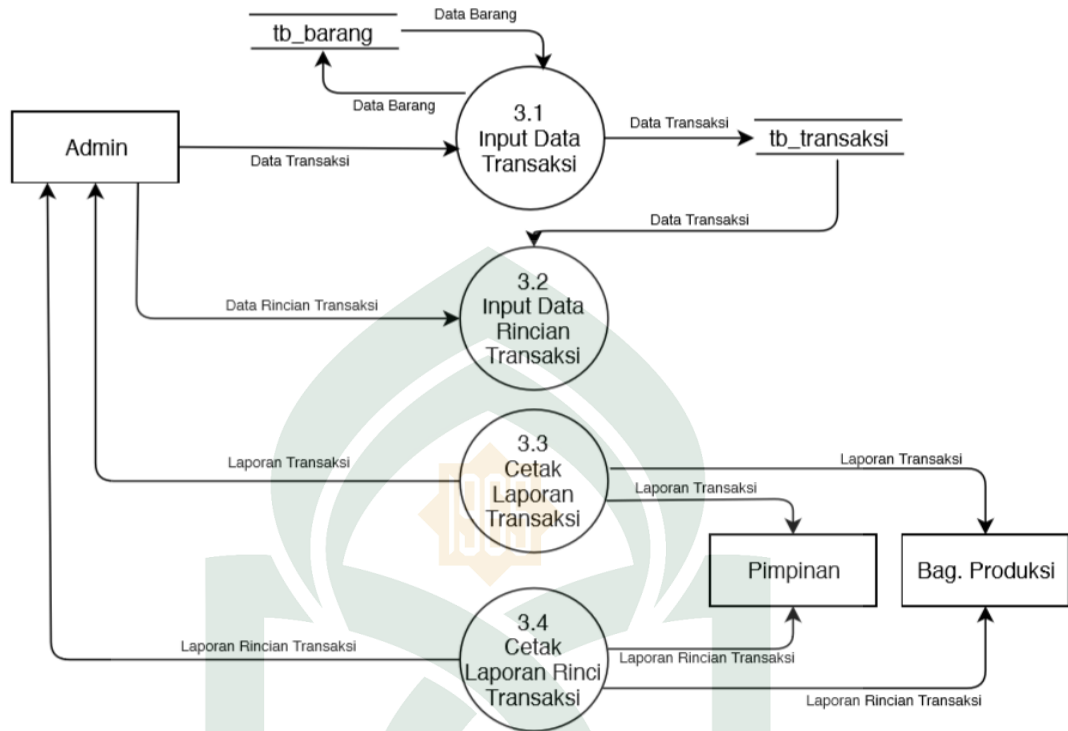 Data Barang
tb_barang
Data Barang
3.1
Input Data
Transaksi
Admin
Data Transaksi
Data Transaksi
tb_transaksi
Data Transaksi
3.2
Input Data
Rincian
Transaksi
Data Rincian Transaksi
3.3
Cetak
Laporan
Transaksi
Laporan Transaksi
Laporan Transaksi
Laporan Transaksi
1983
Pimpinan
Bag. Produksi
3.4
Cetak
Laporan Rinci
Transaksi
Laporan Rincian Transaksi
Laporan Rincian Transaksi
Laporan Rincian Transaksi